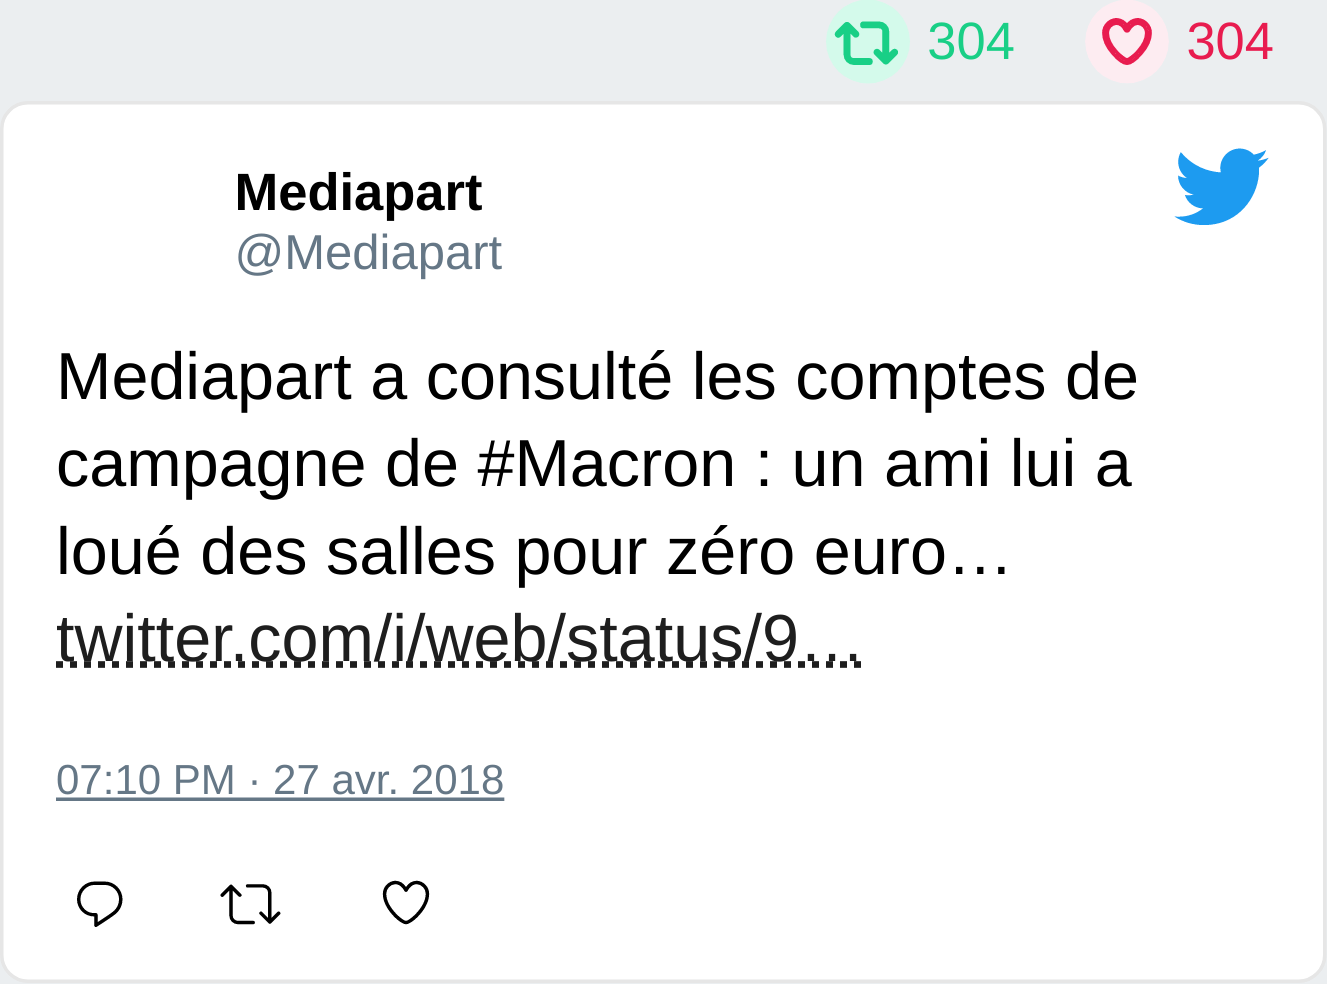 304 304
Mediapart
@Mediapart
Mediapart a consulté les comptes de
campagne de #Macron : un ami lui a
loué des salles pour zéro euro…
twitter.com/i/web/status/9…
07:10 PM · 27 avr. 2018